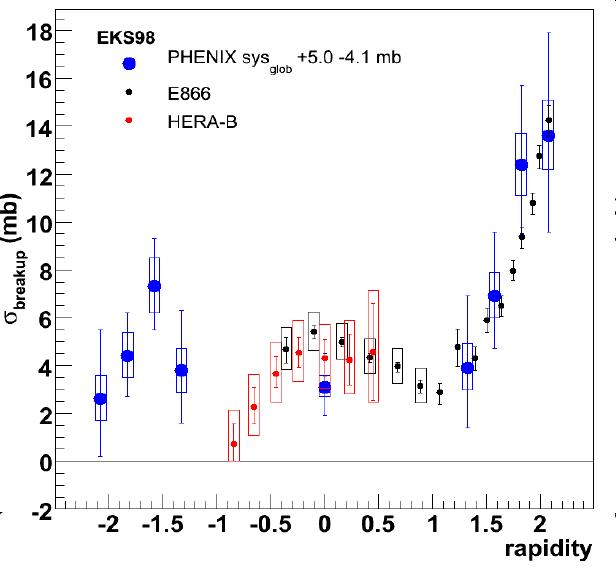 EKS98
PHENIX sys_glob +5.0 -4.1 mb
E866
HERA-B
σ_breakup (mb)
18
16
14
12
10
8
6
4
2
0
-2
-2 -1.5 -1 -0.5 0 0.5 1 1.5 2
rapidity